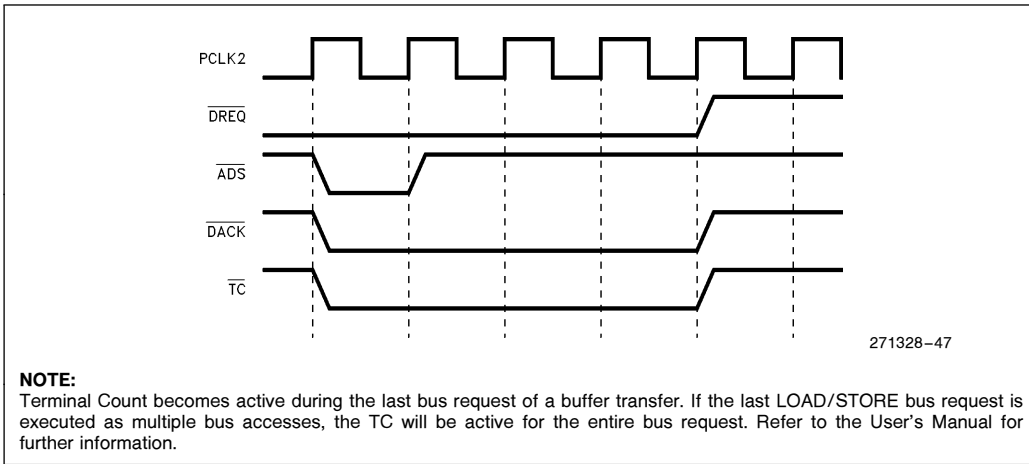 PCLK2
DREQ
ADS
DACK
TC
271328–47
NOTE:
Terminal Count becomes active during the last bus request of a buffer transfer. If the last LOAD/STORE bus request is
executed as multiple bus accesses, the TC will be active for the entire bus request. Refer to the User's Manual for
further information.